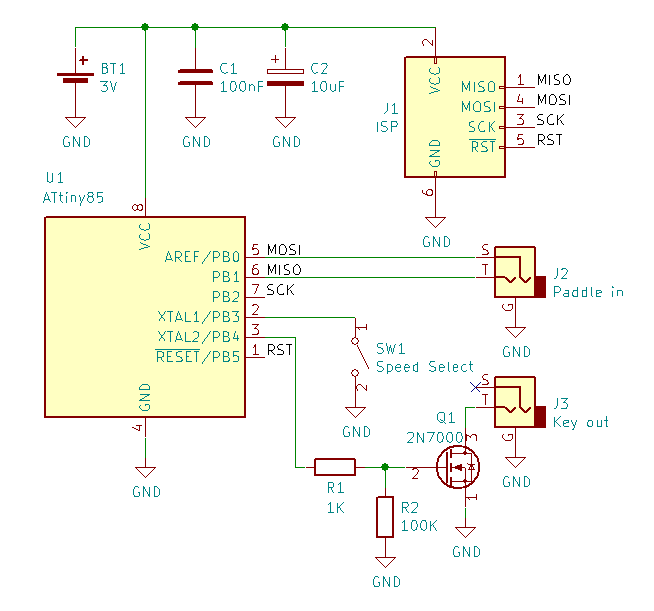 BT1
3V
GND
C1
100nF
GND
C2
10uF
GND
J1
ISP
2
VCC
GND
6
GND
MISO 1 MISO
MOSI 4 MOSI
SCK 3 SCK
RST 5 RST
U1
ATtiny85
8
VCC
AREF/PB0 5 MOSI
PB1 6 MISO
PB2 7 SCK
XTAL1/PB3 2
XTAL2/PB4 3
RESET/PB5 1 RST
GND
4
GND
1
SW1
Speed Select
2
GND
S
T
G
J2
Paddle in
GND
S
T
G
J3
Key out
GND
Q1
2N7000
3
2
1
GND
R1
1K
R2
100K
GND